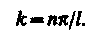 k = nπ/l.